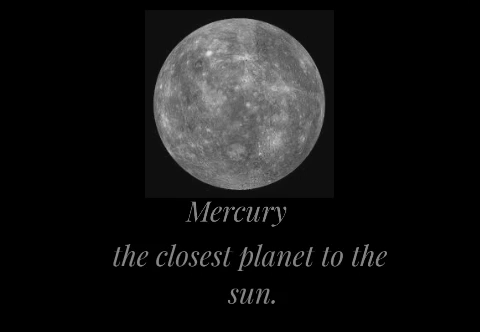 Mercury
the closest planet to the
sun.